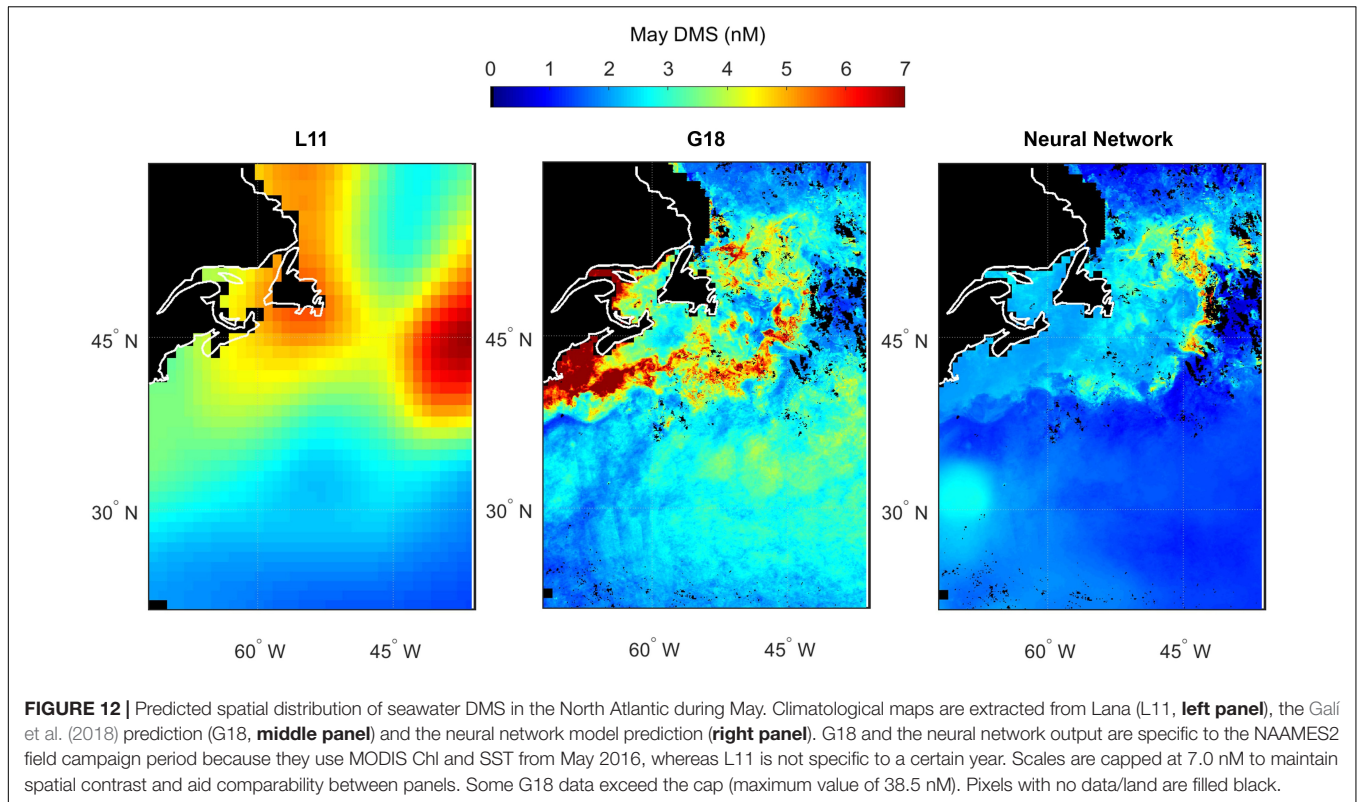 May DMS (nM)
0 1 2 3 4 5 6 7
L11 G18 Neural Network
45° N 45° N 45° N
30° N 30° N 30° N
60° W 45° W 60° W 45° W 60° W 45° W
FIGURE 12 | Predicted spatial distribution of seawater DMS in the North Atlantic during May. Climatological maps are extracted from Lana (L11, left panel), the Galí
et al. (2018) prediction (G18, middle panel) and the neural network model prediction (right panel). G18 and the neural network output are specific to the NAAMES2
field campaign period because they use MODIS Chl and SST from May 2016, whereas L11 is not specific to a certain year. Scales are capped at 7.0 nM to maintain
spatial contrast and aid comparability between panels. Some G18 data exceed the cap (maximum value of 38.5 nM). Pixels with no data/land are filled black.